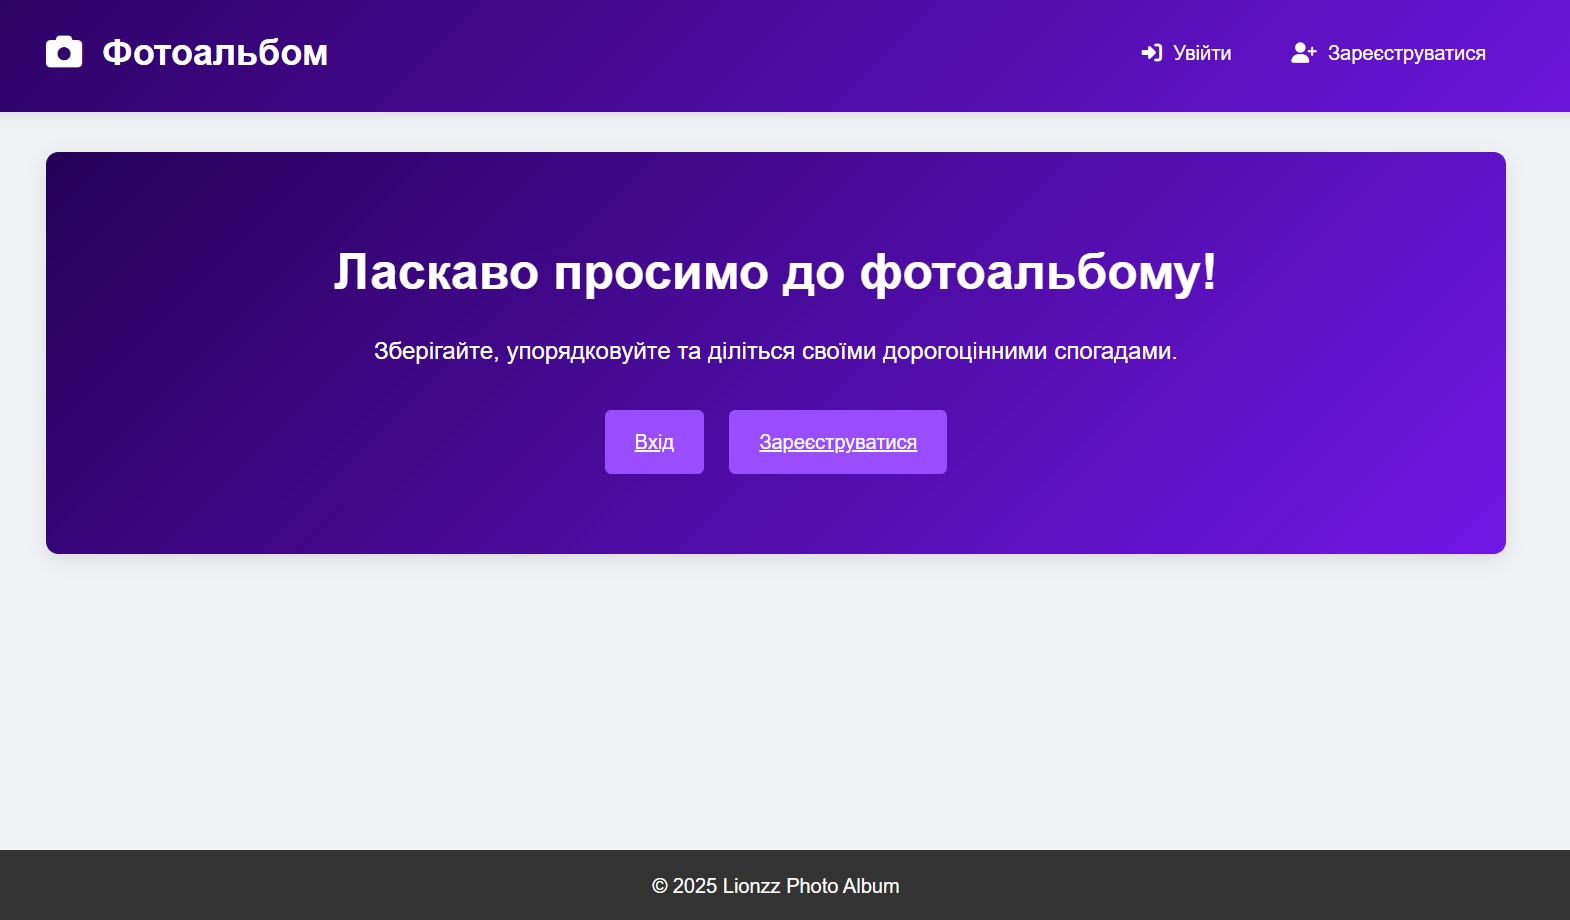 Фотоальбом
Увійти
Зареєструватися
Ласкаво просимо до фотоальбому!
Зберігайте, упорядковуйте та діліться своїми дорогоцінними спогадами.
Вхід
Зареєструватися
© 2025 Lionzz Photo Album